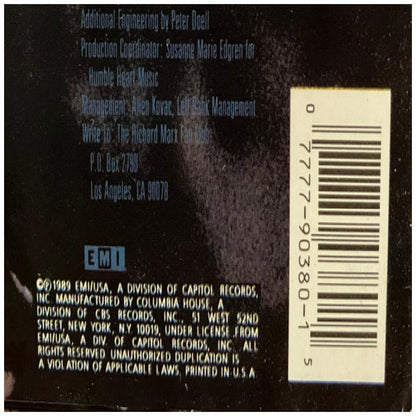 Additional Engineering by Peter Doell
Production Coordinator: Susanne Marie Edgren for
Humble Heart Music
Management: Allen Kovac, Left Bank Management
Write To: The Richard Marx Fan Club
P.O. Box 2790
Los Angeles, CA 90078
EMI
©℗1989 EMI/USA, A DIVISION OF CAPITOL RECORDS,
INC. MANUFACTURED BY COLUMBIA HOUSE, A
DIVISION OF CBS RECORDS, INC., 51 WEST 52ND
STREET, NEW YORK, N.Y. 10019, UNDER LICENSE FROM
EMI/USA, A DIV OF CAPITOL RECORDS, INC. ALL
RIGHTS RESERVED. UNAUTHORIZED DUPLICATION IS
A VIOLATION OF APPLICABLE LAWS, PRINTED IN U.S.A
0 7777-90380-1 5